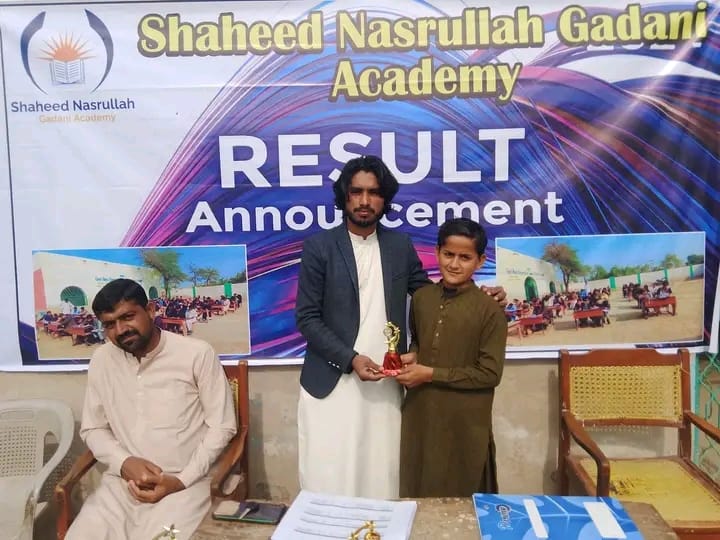 Shaheed Nasrullah Gadani
Academy
Shaheed Nasrullah
Gadani Academy
RESULT
Announcement